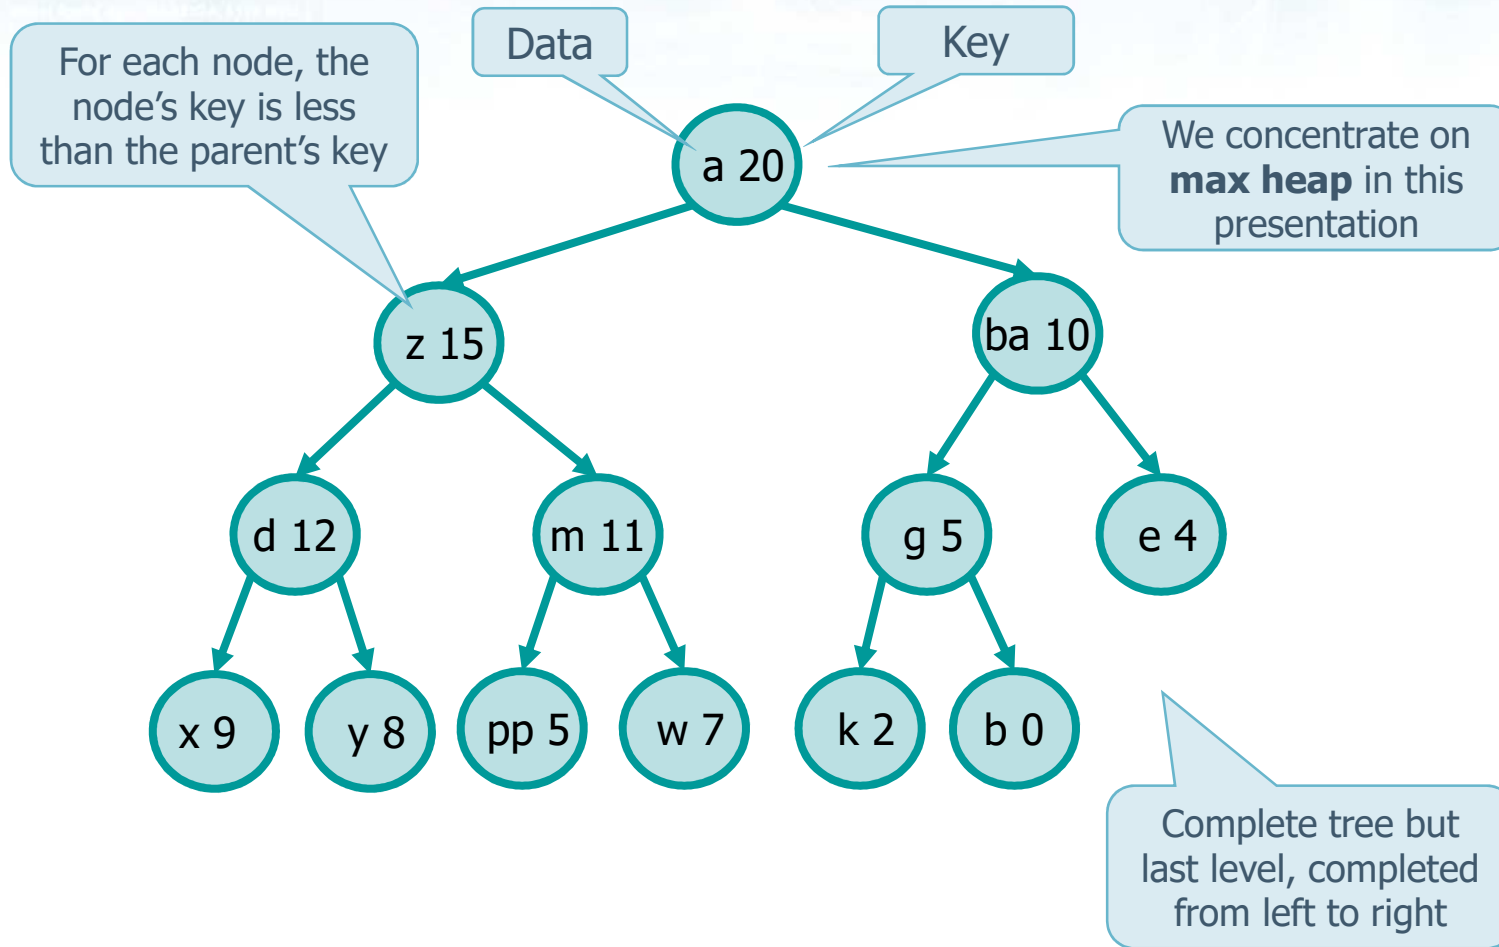 For each node, the
node's key is less
than the parent's key
Data
Key
We concentrate on
max heap in this
presentation
a 20
z 15
ba 10
d 12
m 11
g 5
e 4
x 9
y 8
pp 5
w 7
k 2
b 0
Complete tree but
last level, completed
from left to right